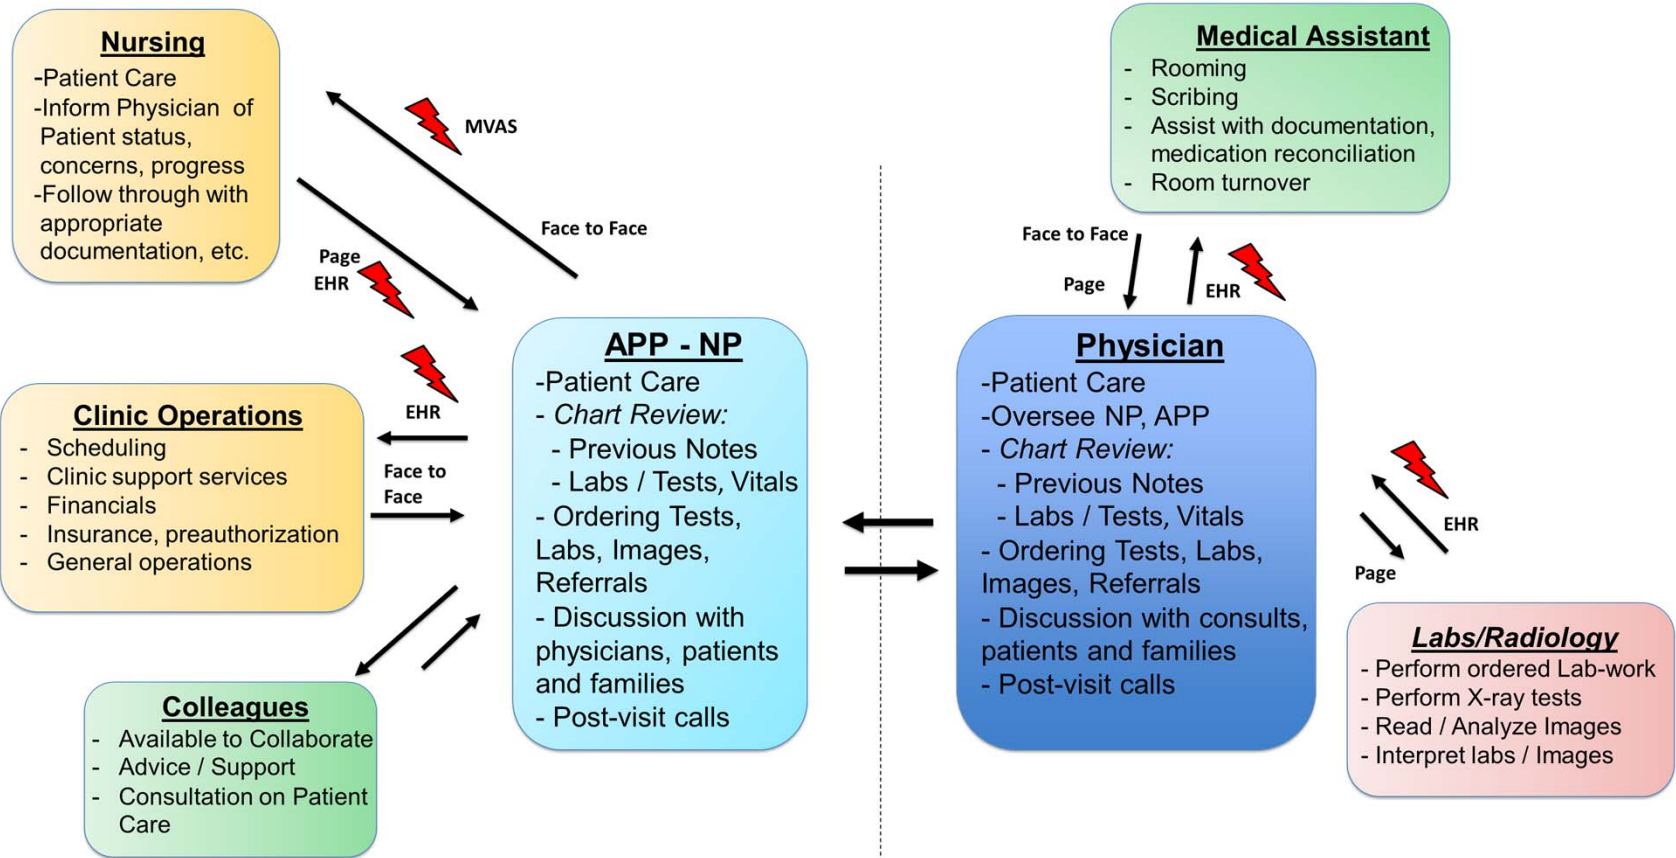 Nursing
-Patient Care
-Inform Physician of
Patient status,
concerns, progress
-Follow through with
appropriate
documentation, etc.
MVAS
Face to Face
Page
EHR
Clinic Operations
- Scheduling
- Clinic support services
- Financials
- Insurance, preauthorization
- General operations
EHR
Face to
Face
Colleagues
- Available to Collaborate
- Advice / Support
- Consultation on Patient
Care
APP - NP
-Patient Care
- Chart Review:
- Previous Notes
- Labs / Tests, Vitals
- Ordering Tests,
Labs, Images,
Referrals
- Discussion with
physicians, patients
and families
- Post-visit calls
Medical Assistant
- Rooming
- Scribing
- Assist with documentation,
medication reconciliation
- Room turnover
Face to Face
Page
EHR
Physician
-Patient Care
-Oversee NP, APP
- Chart Review:
- Previous Notes
- Labs / Tests, Vitals
- Ordering Tests, Labs,
Images, Referrals
- Discussion with consults,
patients and families
- Post-visit calls
EHR
Page
Labs/Radiology
- Perform ordered Lab-work
- Perform X-ray tests
- Read / Analyze Images
- Interpret labs / Images